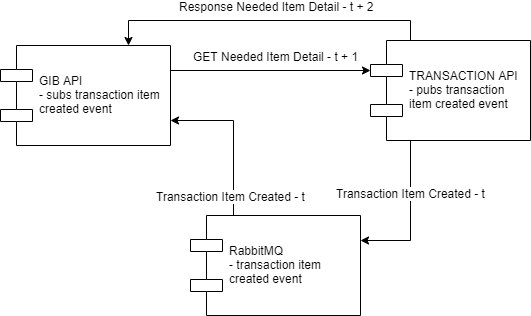 Response Needed Item Detail - t + 2
GET Needed Item Detail - t + 1
GIB API
- subs transaction item
created event
TRANSACTION API
- pubs transaction
item created event
Transaction Item Created - t
Transaction Item Created - t
RabbitMQ
- transaction item
created event